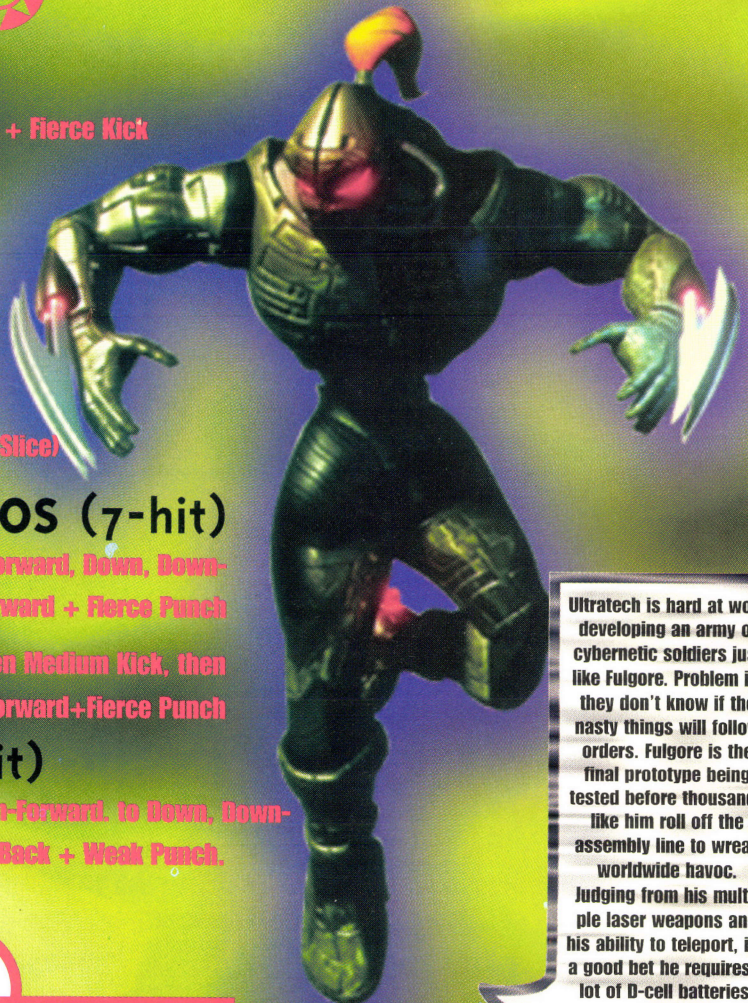 + Fierce Kick
Slice)
OS (7-hit)
orward, Down, Down-
ward + Fierce Punch
en Medium Kick, then
orward+Fierce Punch
it)
n-Forward. to Down, Down-
Back + Weak Punch.
Ultratech is hard at wo
developing an army o
cybernetic soldiers jus
like Fulgore. Problem i
they don't know if the
nasty things will follo
orders. Fulgore is the
final prototype being
tested before thousand
like him roll off the
assembly line to wrea
worldwide havoc.
Judging from his mult
ple laser weapons an
his ability to teleport, i
a good bet he requires
lot of D-cell batteries